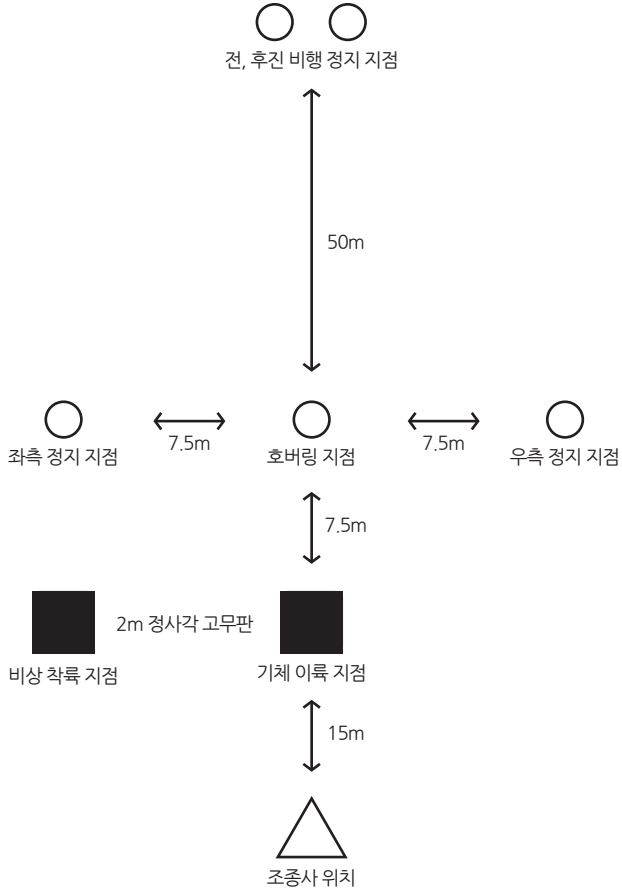 전, 후진 비행 정지 지점
50m
7.5m
7.5m
좌측 정지 지점
호버링 지점
우측 정지 지점
7.5m
2m 정사각 고무판
비상 착륙 지점
기체 이륙 지점
15m
조종사 위치